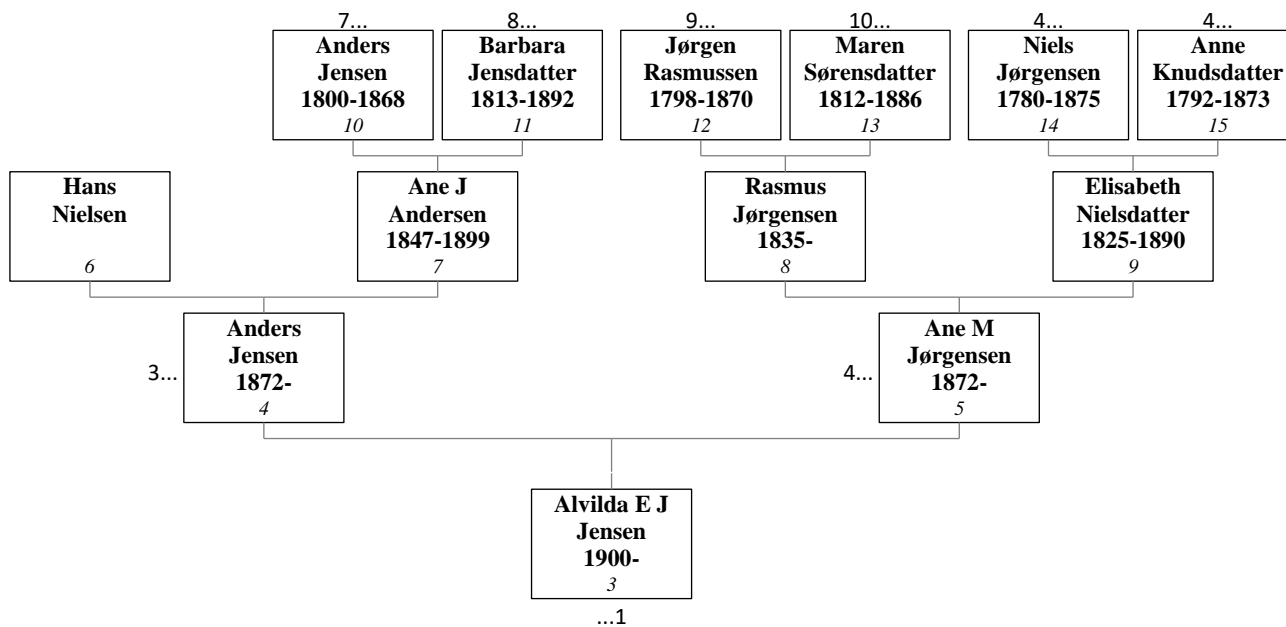 7...
8...
9...
10...
4...
4...
Anders
Jensen
1800-1868
10
Barbara
Jensdatter
1813-1892
11
Jørgen
Rasmussen
1798-1870
12
Maren
Sørensdatter
1812-1886
13
Niels
Jørgensen
1780-1875
14
Anne
Knudsdatter
1792-1873
15
Hans
Nielsen
6
Ane J
Andersen
1847-1899
7
Rasmus
Jørgensen
1835-
8
Elisabeth
Nielsdatter
1825-1890
9
3...
Anders
Jensen
1872-
4
4...
Ane M
Jørgensen
1872-
5
Alvilda E J
Jensen
1900-
3
...1